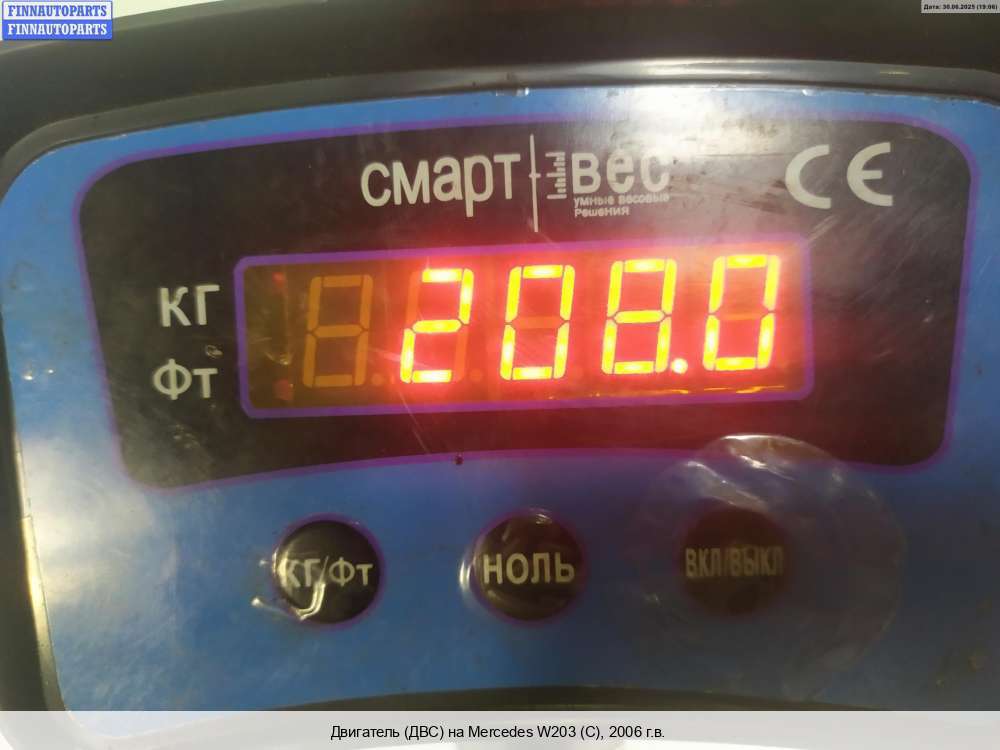 FINNAUTOPARTS
FINNAUTOPARTS
Дата: 30.06.2025 (19:06)
смарт вес
умные весовые
решения
CE
КГ
ФТ
208.0
КГ/ФТ
НОЛЬ
ВКЛ/ВЫКЛ
Двигатель (ДВС) на Mercedes W203 (C), 2006 г.в.